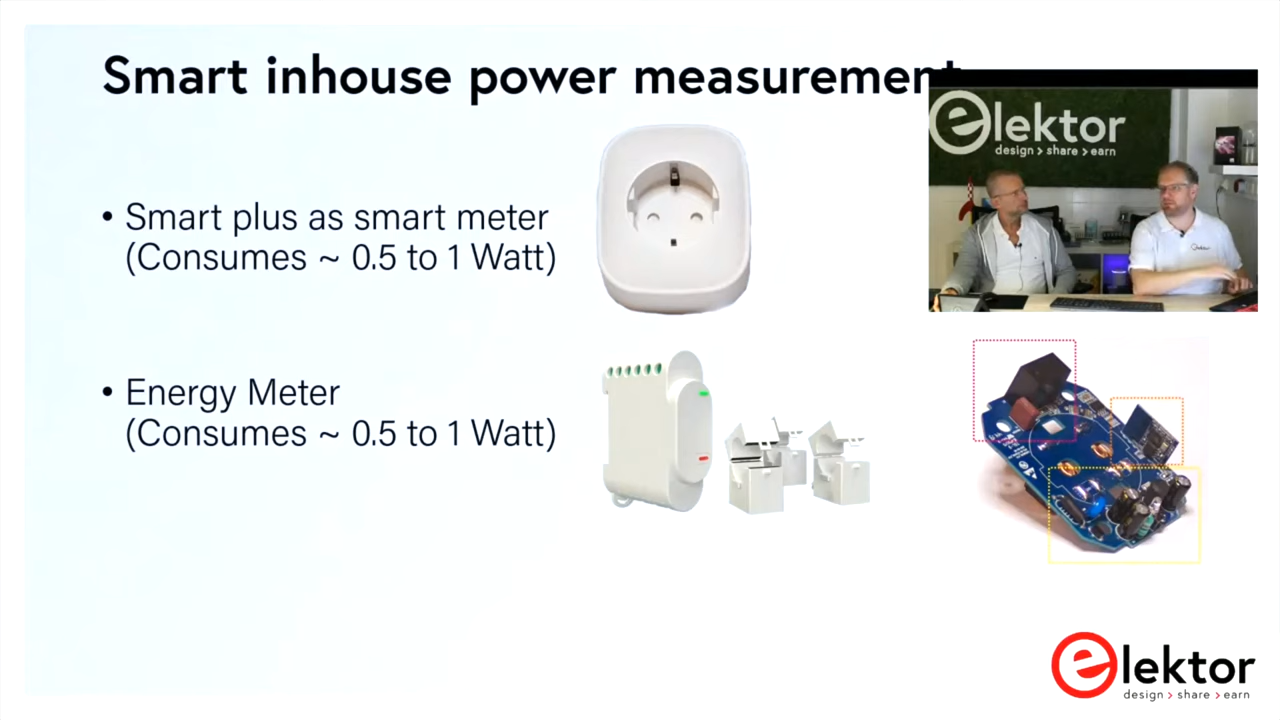 Smart inhouse power measurement
elektor
design > share > earn
• Smart plus as smart meter
(Consumes ~ 0.5 to 1 Watt)
• Energy Meter
(Consumes ~ 0.5 to 1 Watt)
elektor
design > share > earn